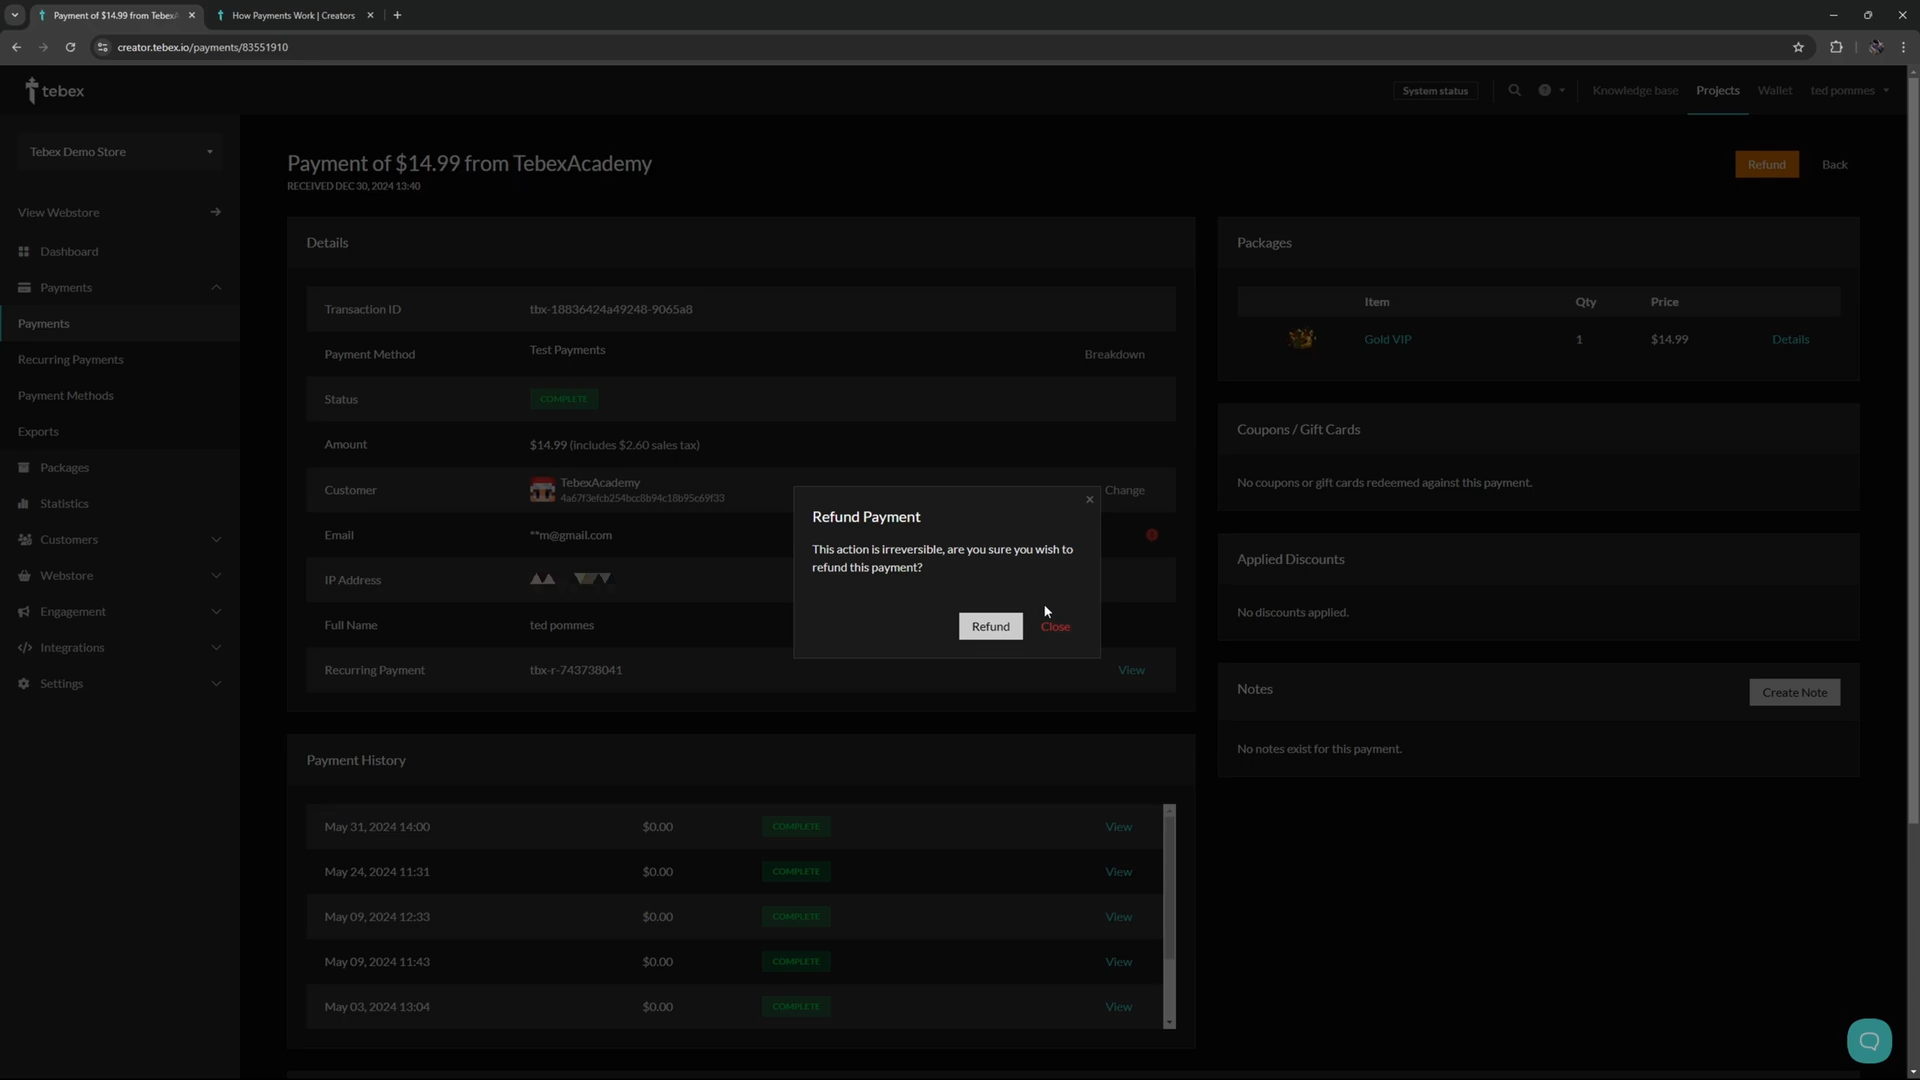 Payment of $14.99 from TebexA
How Payments Work | Creators
creator.tebex.io/payments/83551910
tebex
System status
Knowledge base
Projects
Wallet
ted pommes
Tebex Demo Store
View Webstore
Dashboard
Payments
Payments
Recurring Payments
Payment Methods
Exports
Packages
Statistics
Customers
Webstore
Engagement
Integrations
Settings
Payment of $14.99 from TebexAcademy
RECEIVED DEC 30, 2024 13:40
Refund
Back
Details
Transaction ID
tbx-18836424a49248-9065a8
Payment Method
Test Payments
Breakdown
Status
COMPLETE
Amount
$14.99 (includes $2.60 sales tax)
Customer
TebexAcademy
4a67f3efcb254bcc8b94c18b95c69f33
Change
Email
**m@gmail.com
IP Address
Full Name
ted pommes
Recurring Payment
tbx-r-743738041
View
Refund Payment
This action is irreversible, are you sure you wish to
refund this payment?
Refund
Close
Payment History
May 31, 2024 14:00 $0.00 COMPLETE View
May 24, 2024 11:31 $0.00 COMPLETE View
May 09, 2024 12:33 $0.00 COMPLETE View
May 09, 2024 11:43 $0.00 COMPLETE View
May 03, 2024 13:04 $0.00 COMPLETE View
Packages
Item Qty Price
Gold VIP 1 $14.99 Details
Coupons / Gift Cards
No coupons or gift cards redeemed against this payment.
Applied Discounts
No discounts applied.
Notes
Create Note
No notes exist for this payment.